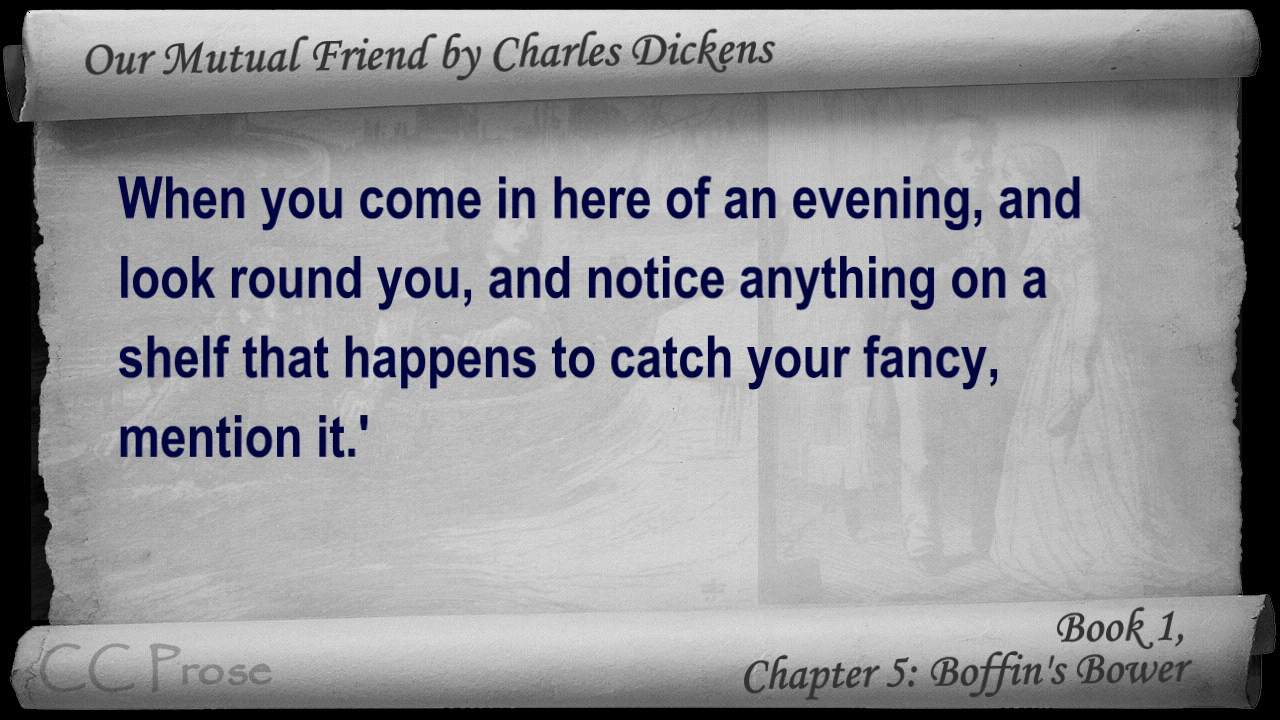 Our Mutual Friend by Charles Dickens
When you come in here of an evening, and
look round you, and notice anything on a
shelf that happens to catch your fancy,
mention it.'
CC Prose
Book 1,
Chapter 5: Boffin's Bower